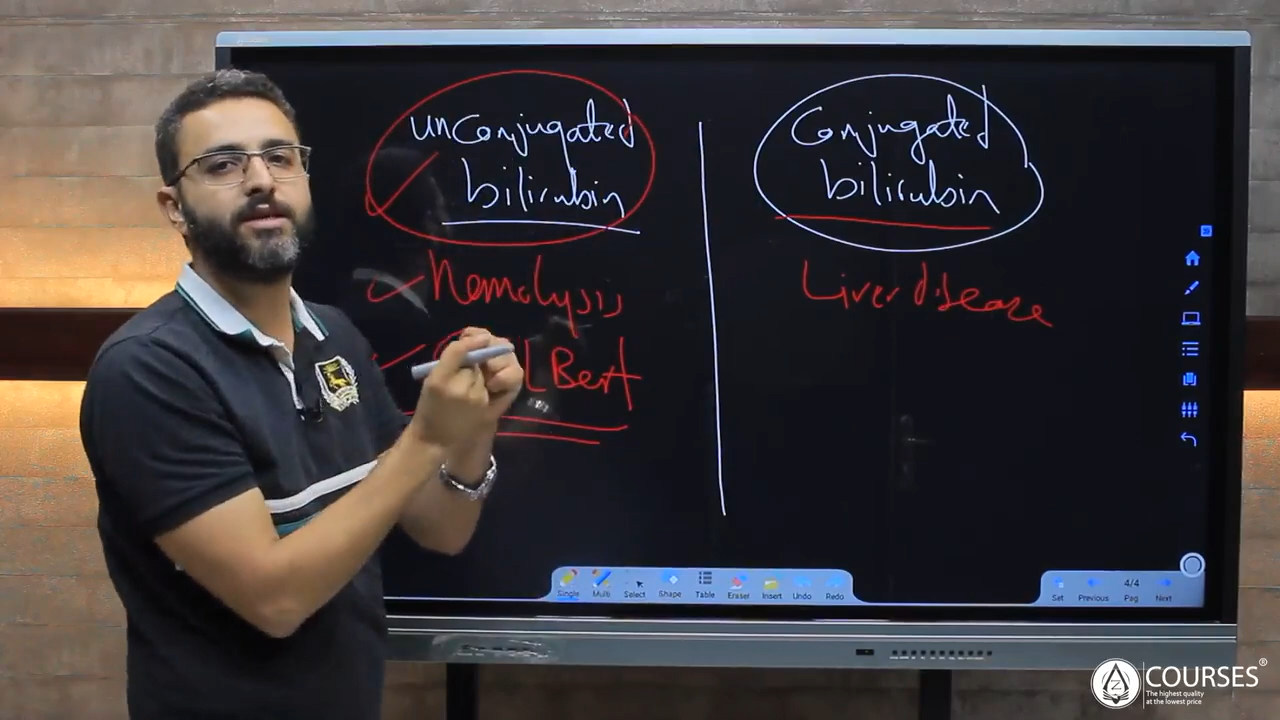 unconjugated
bilirubin
Hemolysis
LBert
Conjugated
bilirubin
Liver disease
Single
Multi
Select
Shape
Table
Eraser
Insert
Undo
Redo
Set
Previous
4/4
Pag
Next
COURSES®
The highest quality
at the lowest price